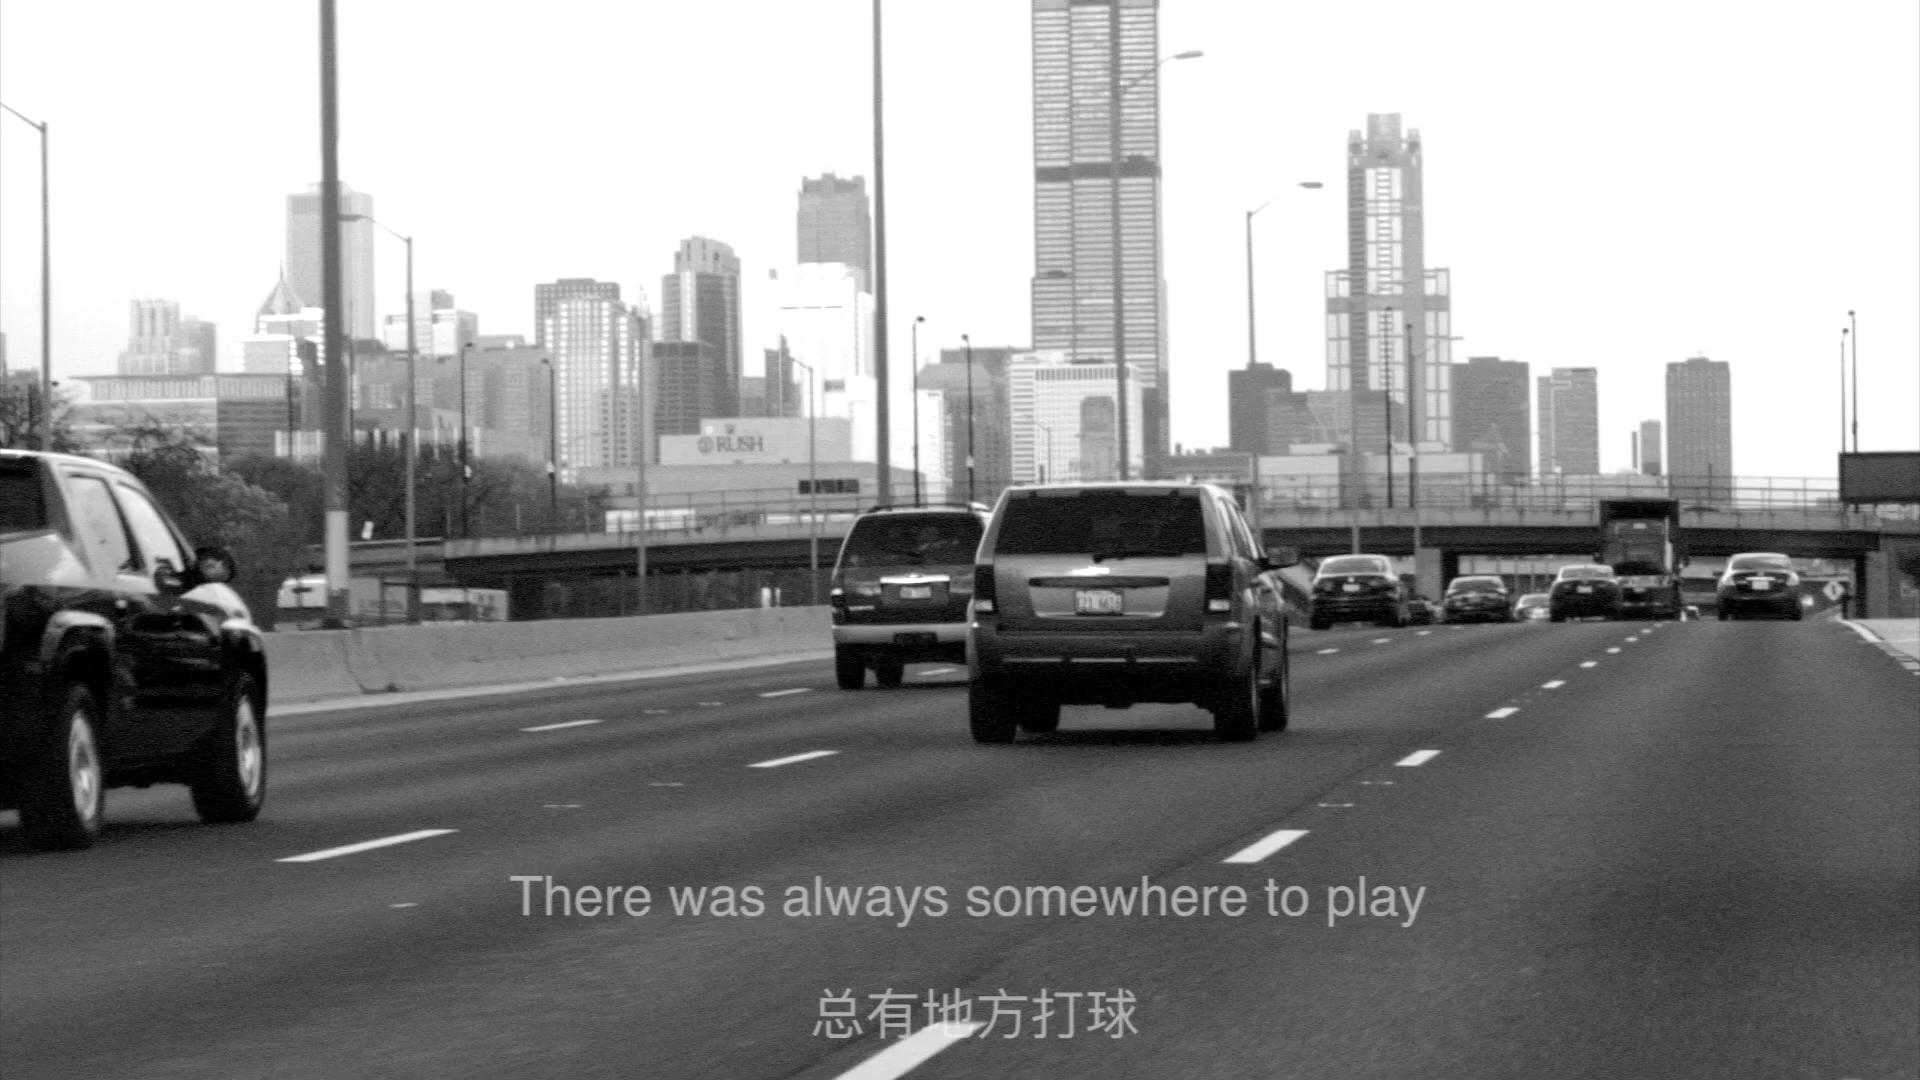 RUSH
There was always somewhere to play
总有地方打球